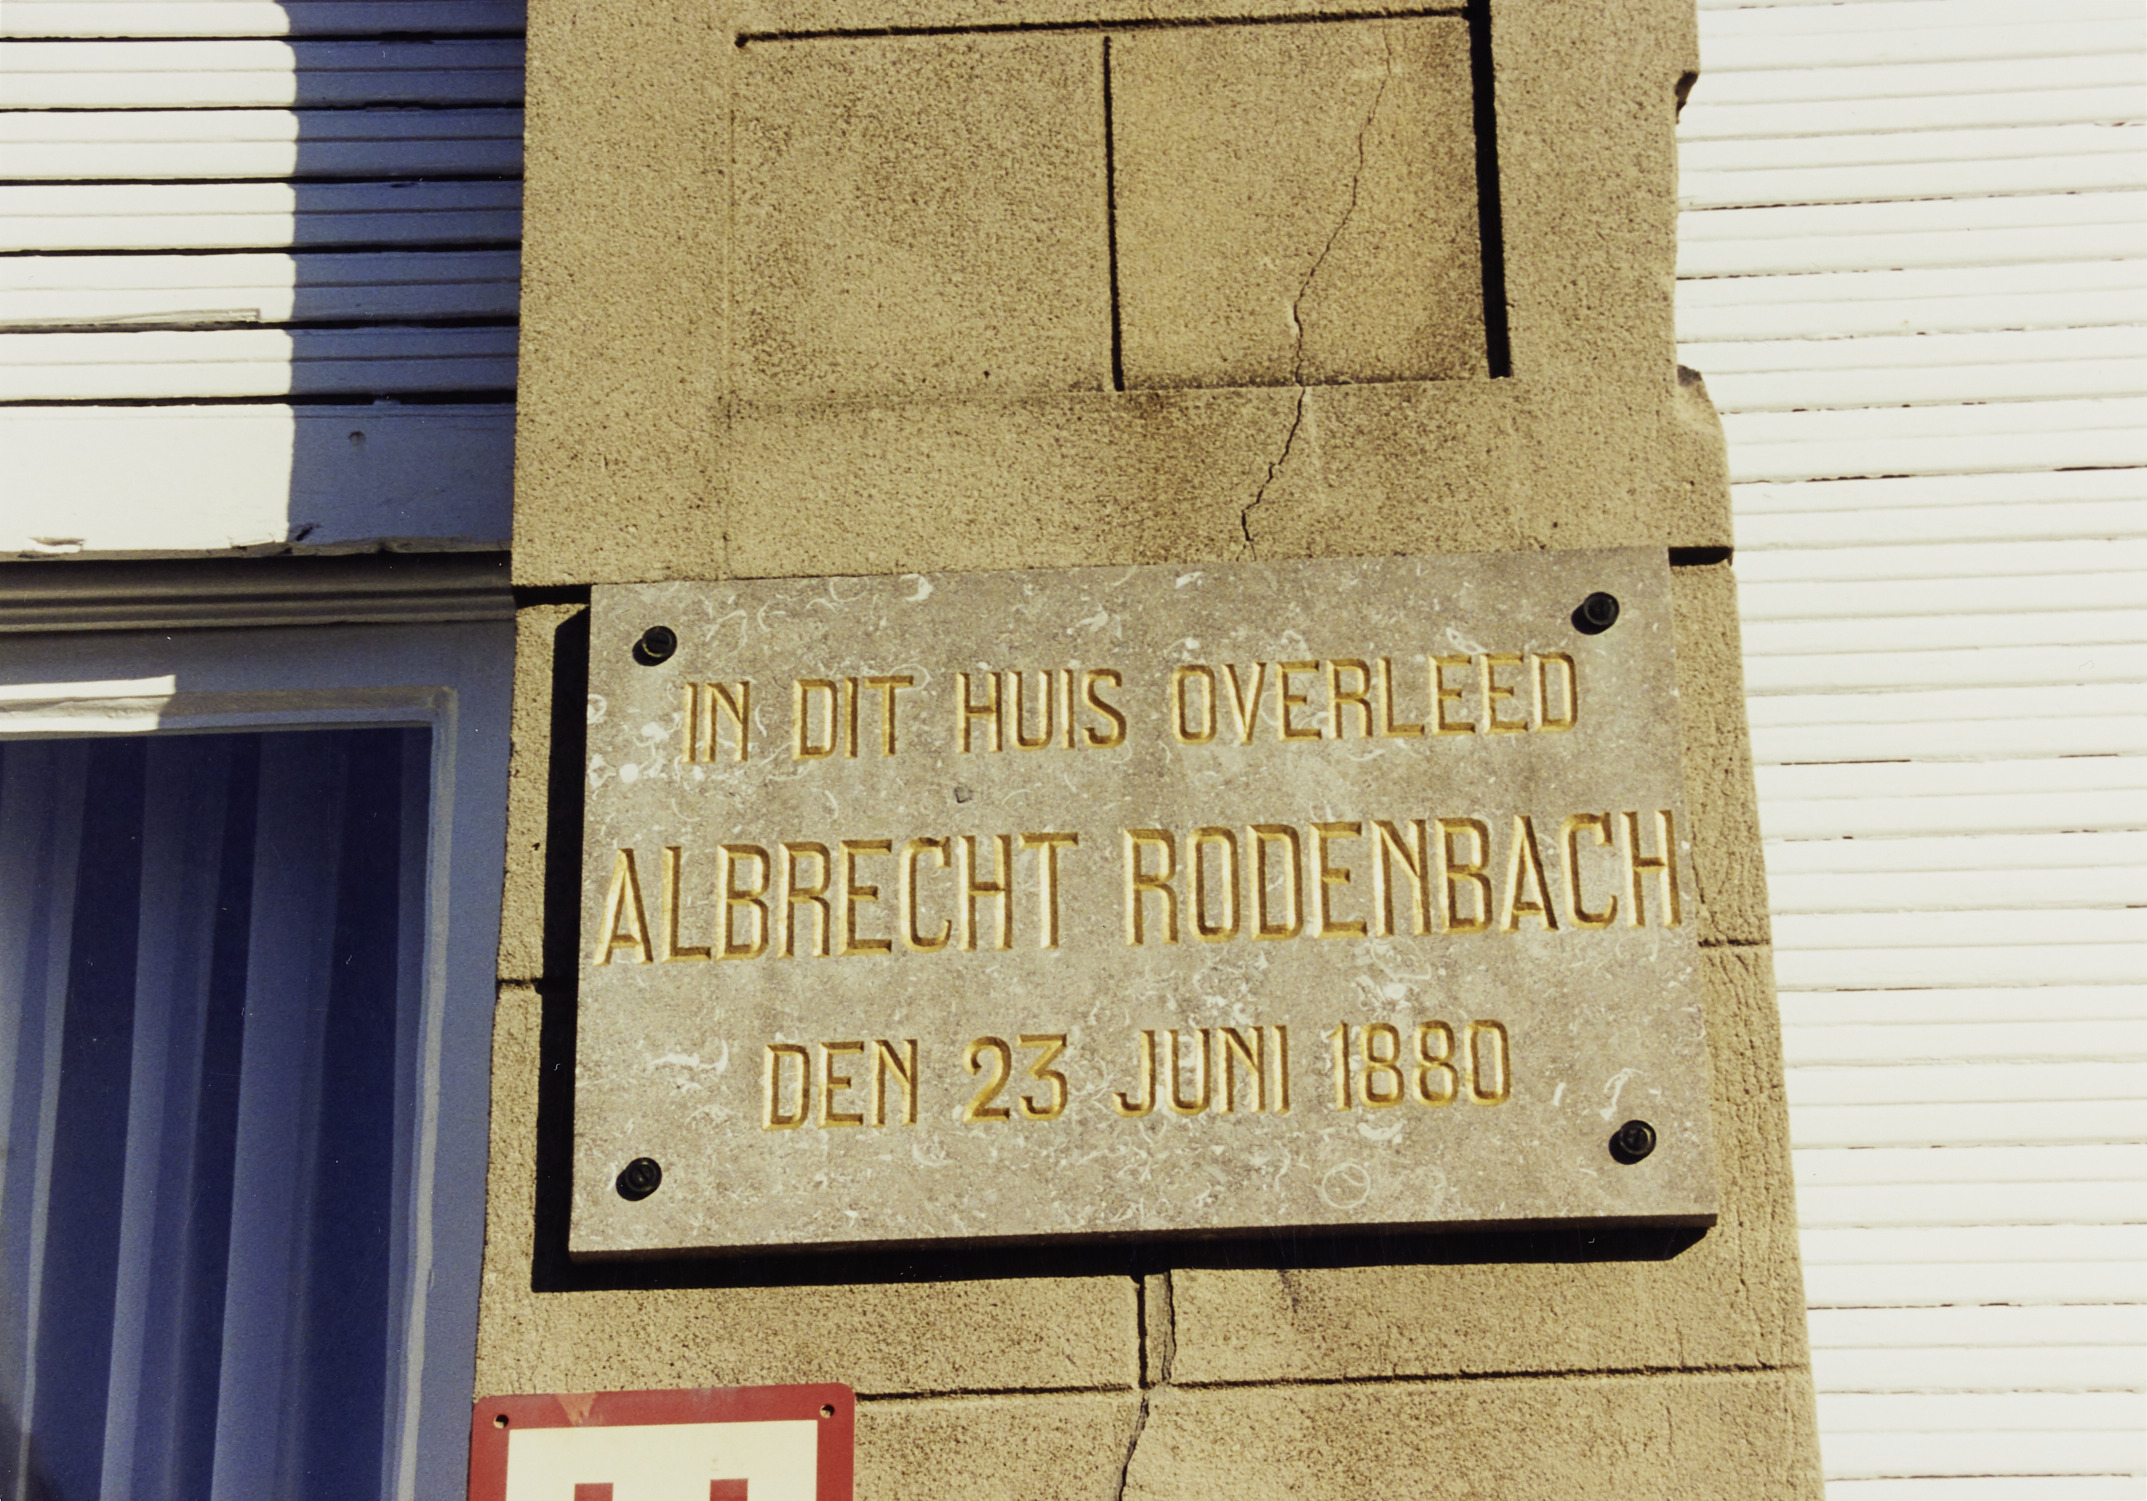 IN DIT HUIS OVERLEED
ALBRECHT RODENBACH
DEN 23 JUNI 1880